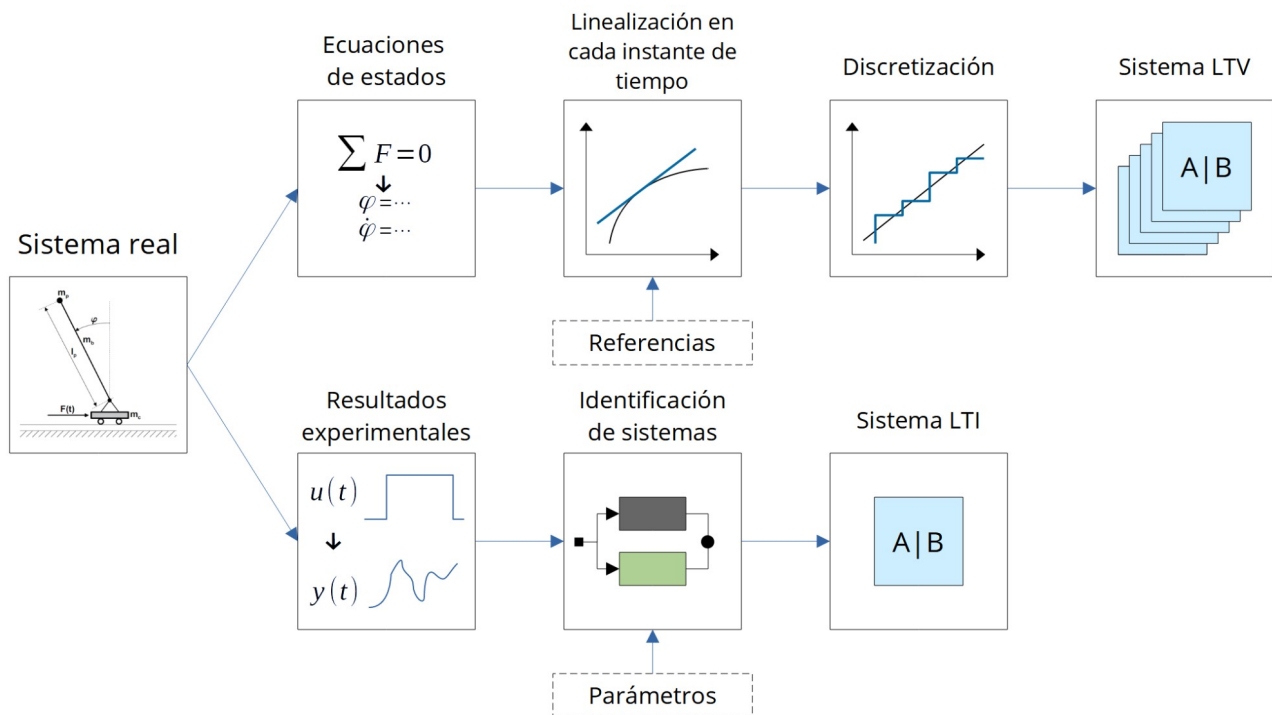 Ecuaciones
de estados
Linealización en
cada instante de
tiempo
Discretización
Sistema LTV
∑ F=0
↓
φ=⋯
φ̇=⋯
A|B
Sistema real
m_p
φ
m_b
l_p
F(t)
m_c
Referencias
Resultados
experimentales
Identificación
de sistemas
Sistema LTI
u(t)
↓
y(t)
A|B
Parámetros